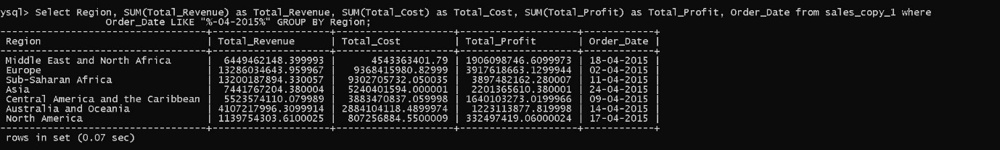 ysql> Select Region, SUM(Total_Revenue) as Total_Revenue, SUM(Total_Cost) as Total_Cost, SUM(Total_Profit) as Total_Profit, Order_Date from sales_copy_1 where
Order_Date LIKE "%-04-2015%" GROUP BY Region;
-------------------------------+--------------------+--------------------+--------------------+------------+
Region | Total_Revenue | Total_Cost | Total_Profit | Order_Date |
-------------------------------+--------------------+--------------------+--------------------+------------+
Middle East and North Africa | 6449462148.399993 | 4543363401.79 | 1906098746.6099973 | 18-04-2015 |
Europe | 13286034643.959967 | 9368415980.82999 | 3917618663.1299944 | 02-04-2015 |
Sub-Saharan Africa | 13200187894.330057 | 9302705732.050035 | 3897482162.280007 | 11-04-2015 |
Asia | 7441767204.380004 | 5240401594.000001 | 2201365610.380001 | 24-04-2015 |
Central America and the Caribbean | 5523574110.079989 | 3883470837.059998 | 1640103273.0199966 | 09-04-2015 |
Australia and Oceania | 4107217996.3099914 | 2884104118.4899974 | 1223113877.819998 | 14-04-2015 |
North America | 1139754303.6100025 | 807256884.5500009 | 332497419.06000024 | 17-04-2015 |
-------------------------------+--------------------+--------------------+--------------------+------------+
rows in set (0.07 sec)